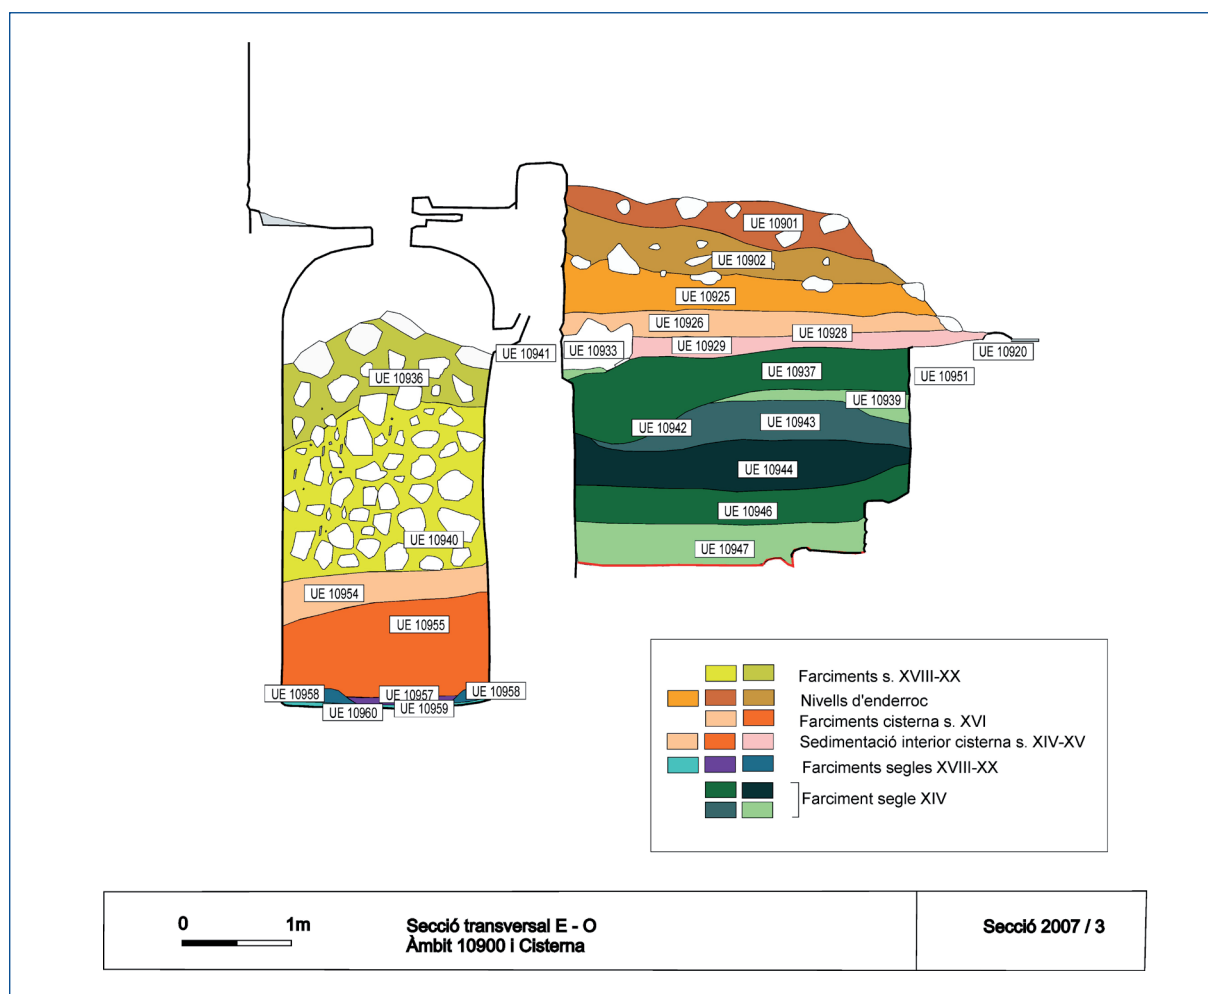 UE 10901
UE 10902
UE 10925
UE 10926
UE 10928
UE 10929
UE 10933
UE 10941
UE 10920
UE 10936
UE 10937
UE 10951
UE 10939
UE 10942
UE 10943
UE 10944
UE 10946
UE 10940
UE 10947
UE 10954
UE 10955
UE 10958
UE 10957
UE 10958
UE 10960
UE 10959
Farciments s. XVIII-XX
Nivells d'enderroc
Farciments cisterna s. XVI
Sedimentació interior cisterna s. XIV-XV
Farciments segles XVIII-XX
Farciment segle XIV
0 1m
Secció transversal E - O
Àmbit 10900 i Cisterna
Secció 2007 / 3